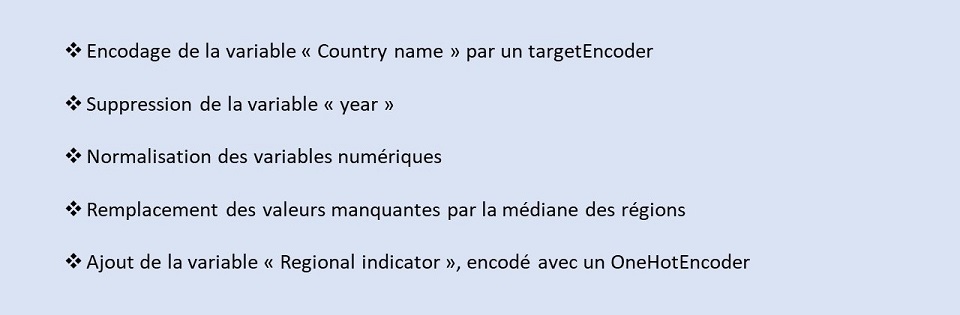 ❖ Encodage de la variable « Country name » par un targetEncoder
❖ Suppression de la variable « year »
❖ Normalisation des variables numériques
❖ Remplacement des valeurs manquantes par la médiane des régions
❖ Ajout de la variable « Regional indicator », encodé avec un OneHotEncoder